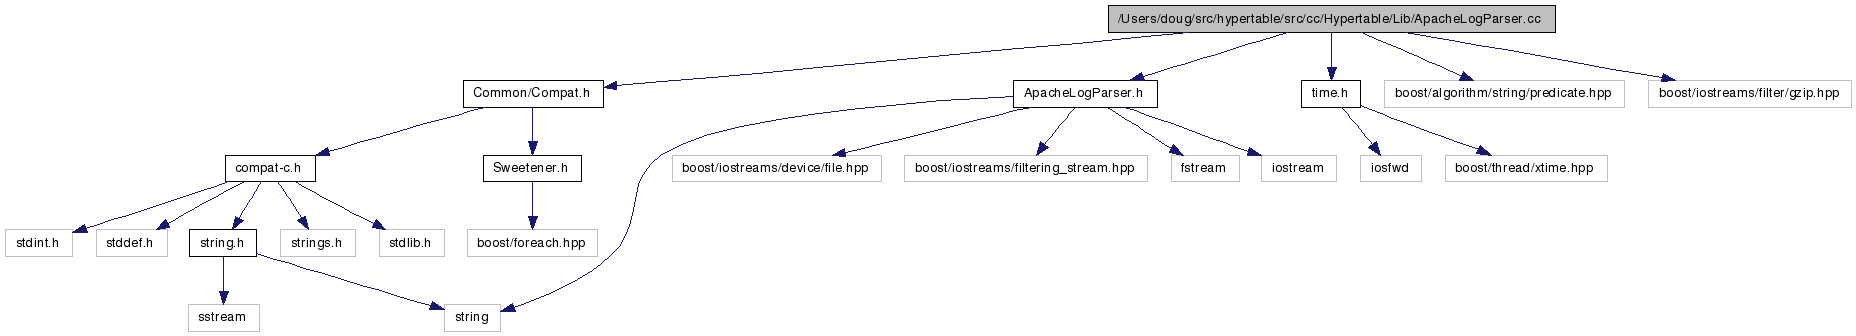 /Users/doug/src/hypertable/src/cc/Hypertable/Lib/ApacheLogParser.cc
Common/Compat.h
ApacheLogParser.h
time.h
boost/algorithm/string/predicate.hpp
boost/iostreams/filter/gzip.hpp
compat-c.h
Sweetener.h
boost/iostreams/device/file.hpp
boost/iostreams/filtering_stream.hpp
fstream
iostream
iosfwd
boost/thread/xtime.hpp
stdint.h
stddef.h
string.h
strings.h
stdlib.h
boost/foreach.hpp
sstream
string